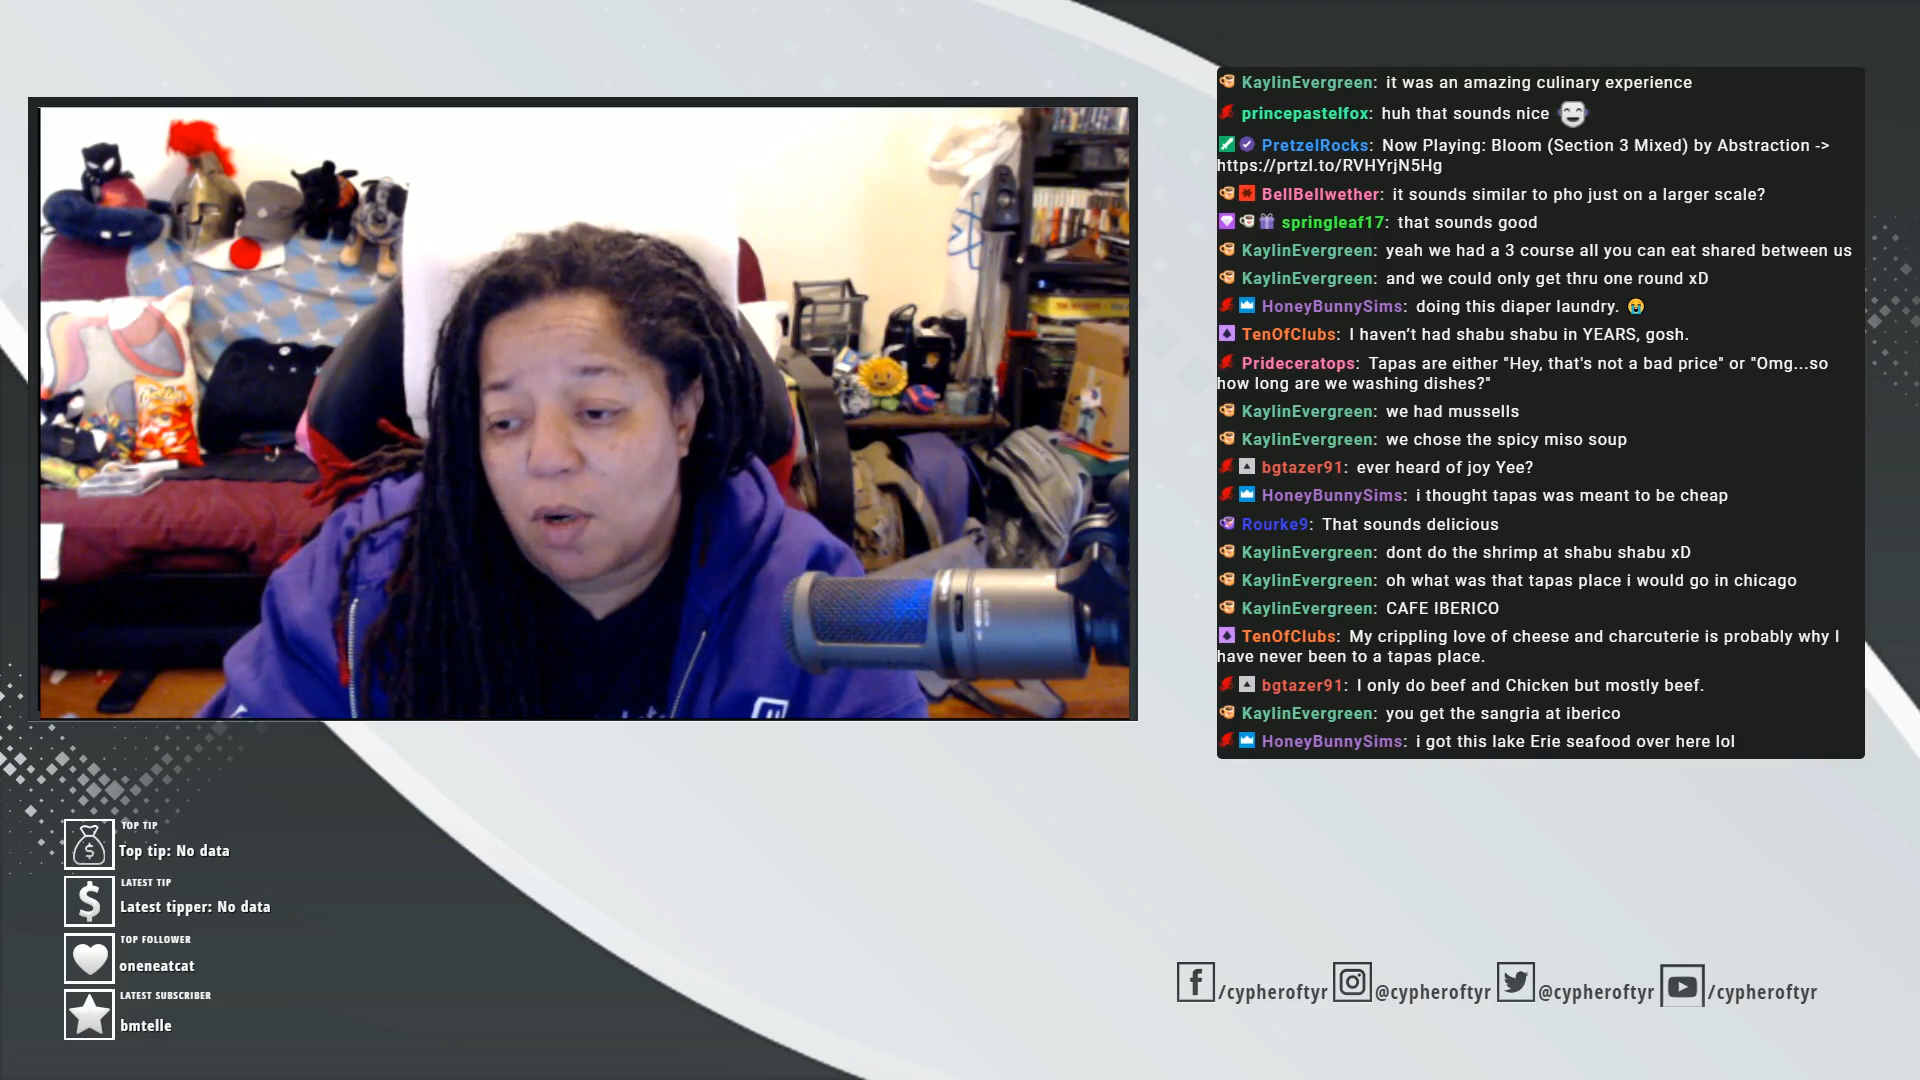 KaylinEvergreen: it was an amazing culinary experience
princepastelfox: huh that sounds nice
PretzelRocks: Now Playing: Bloom (Section 3 Mixed) by Abstraction ->
https://prtzl.to/RVHYrjN5Hg
BellBellwether: it sounds similar to pho just on a larger scale?
springleaf17: that sounds good
KaylinEvergreen: yeah we had a 3 course all you can eat shared between us
KaylinEvergreen: and we could only get thru one round xD
HoneyBunnySims: doing this diaper laundry. 😭
TenOfClubs: I haven’t had shabu shabu in YEARS, gosh.
Prideceratops: Tapas are either "Hey, that's not a bad price" or "Omg...so
how long are we washing dishes?"
KaylinEvergreen: we had mussells
KaylinEvergreen: we chose the spicy miso soup
bgtazer91: ever heard of joy Yee?
HoneyBunnySims: i thought tapas was meant to be cheap
Rourke9: That sounds delicious
KaylinEvergreen: dont do the shrimp at shabu shabu xD
KaylinEvergreen: oh what was that tapas place i would go in chicago
KaylinEvergreen: CAFE IBERICO
TenOfClubs: My crippling love of cheese and charcuterie is probably why I
have never been to a tapas place.
bgtazer91: I only do beef and Chicken but mostly beef.
KaylinEvergreen: you get the sangria at iberico
HoneyBunnySims: i got this lake Erie seafood over here lol
TOP TIP
Top tip: No data
LATEST TIP
Latest tipper: No data
TOP FOLLOWER
oneneatcat
LATEST SUBSCRIBER
bmtelle
/cypheroftyr @cypheroftyr @cypheroftyr /cypheroftyr